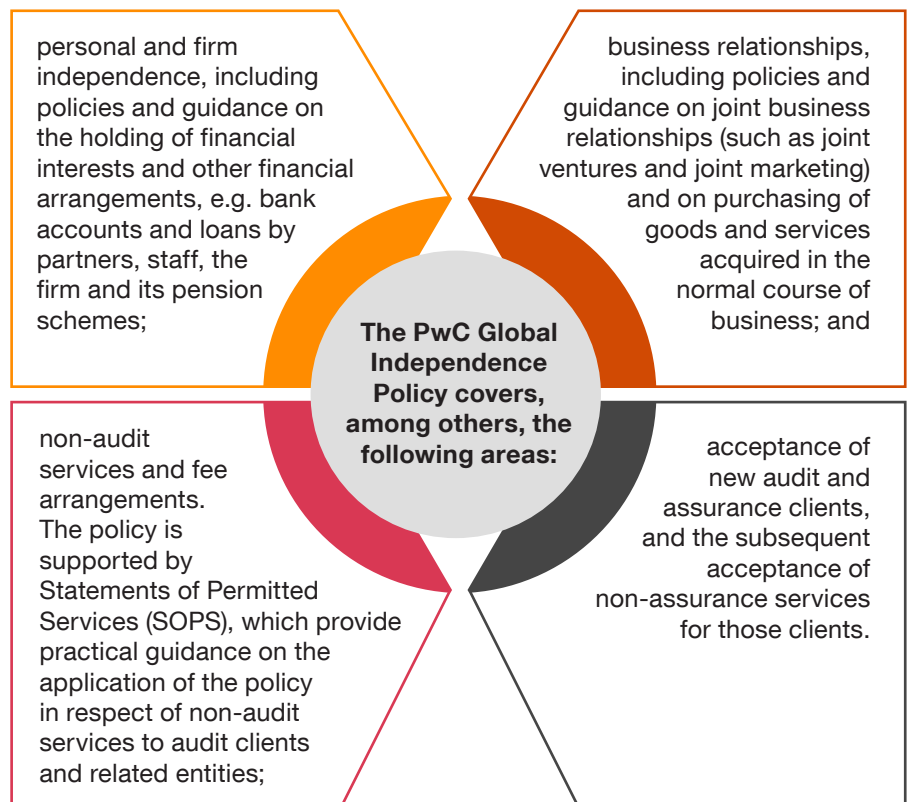 personal and firm
independence, including
policies and guidance on
the holding of financial
interests and other financial
arrangements, e.g. bank
accounts and loans by
partners, staff, the
firm and its pension
schemes;
business relationships,
including policies and
guidance on joint business
relationships (such as joint
ventures and joint marketing)
and on purchasing of
goods and services
acquired in the
normal course of
business; and
The PwC Global
Independence
Policy covers,
among others, the
following areas:
non-audit
services and fee
arrangements.
The policy is
supported by
Statements of Permitted
Services (SOPS), which provide
practical guidance on the
application of the policy
in respect of non-audit
services to audit clients
and related entities;
acceptance of
new audit and
assurance clients,
and the subsequent
acceptance of
non-assurance services
for those clients.